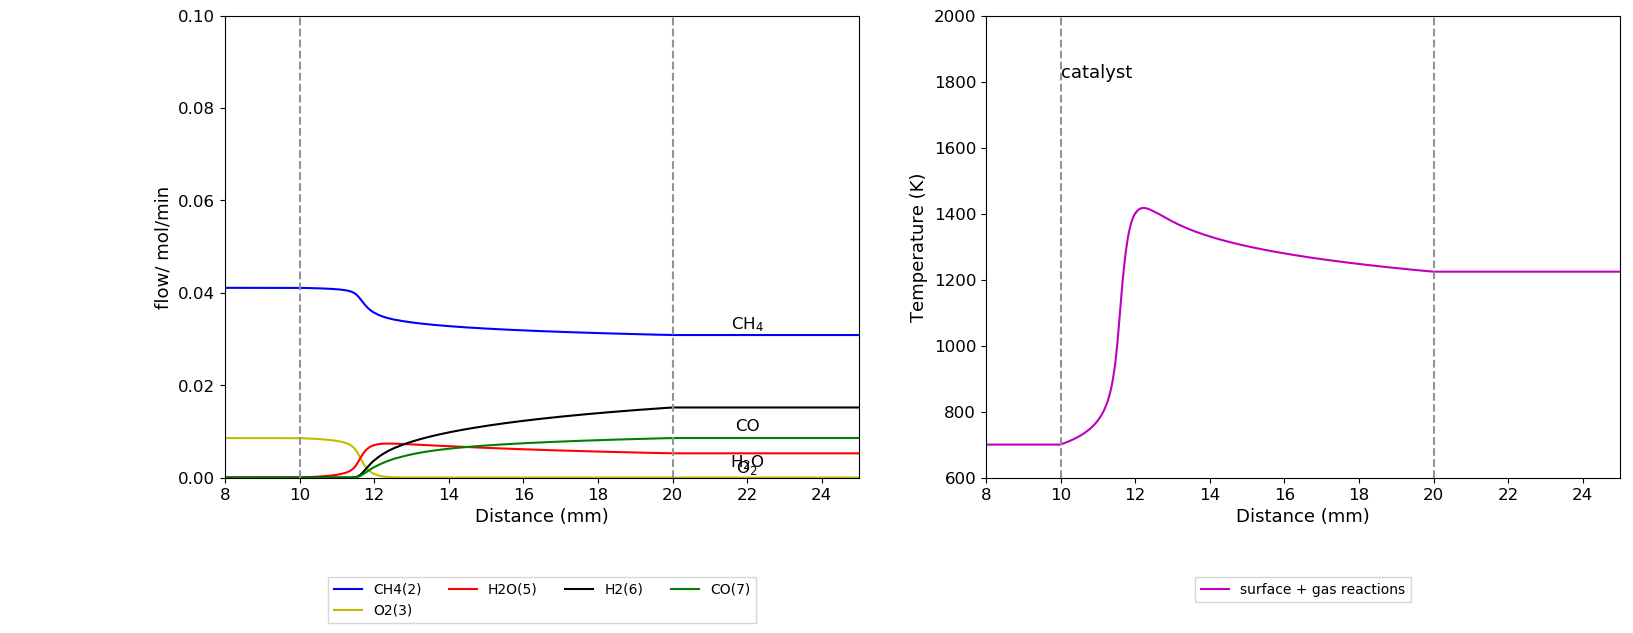 0.10
0.08
0.06
0.04
0.02
0.00
flow/ mol/min
CH₄
CO
H₂O
O₂
8 10 12 14 16 18 20 22 24
Distance (mm)
CH4(2) H2O(5) H2(6) CO(7)
O2(3)
2000
1800
1600
1400
1200
1000
800
600
Temperature (K)
catalyst
8 10 12 14 16 18 20 22 24
Distance (mm)
surface + gas reactions